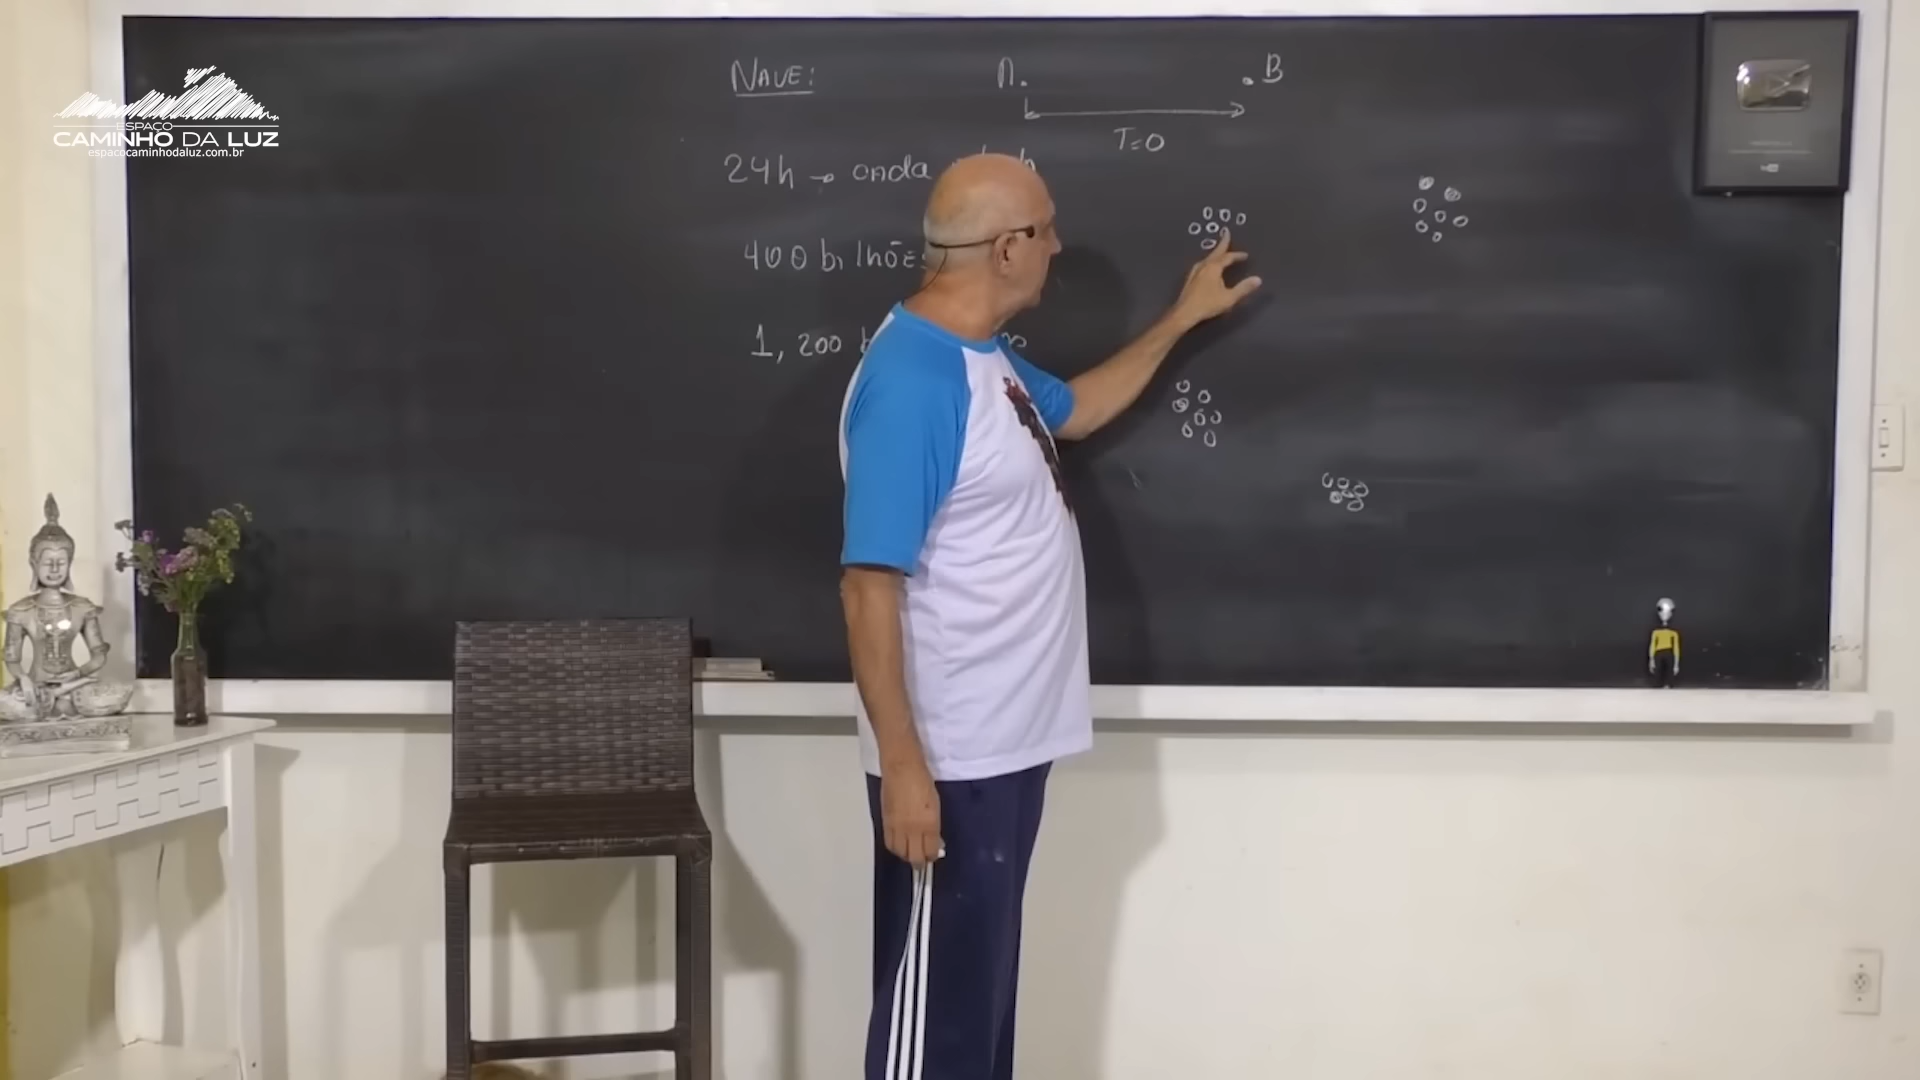 ESPAÇO
CAMINHO DA LUZ
espacocaminhodaluz.com.br
NAVE:
A.
.B
T=0
24h → onda
400 bilhões
1,200